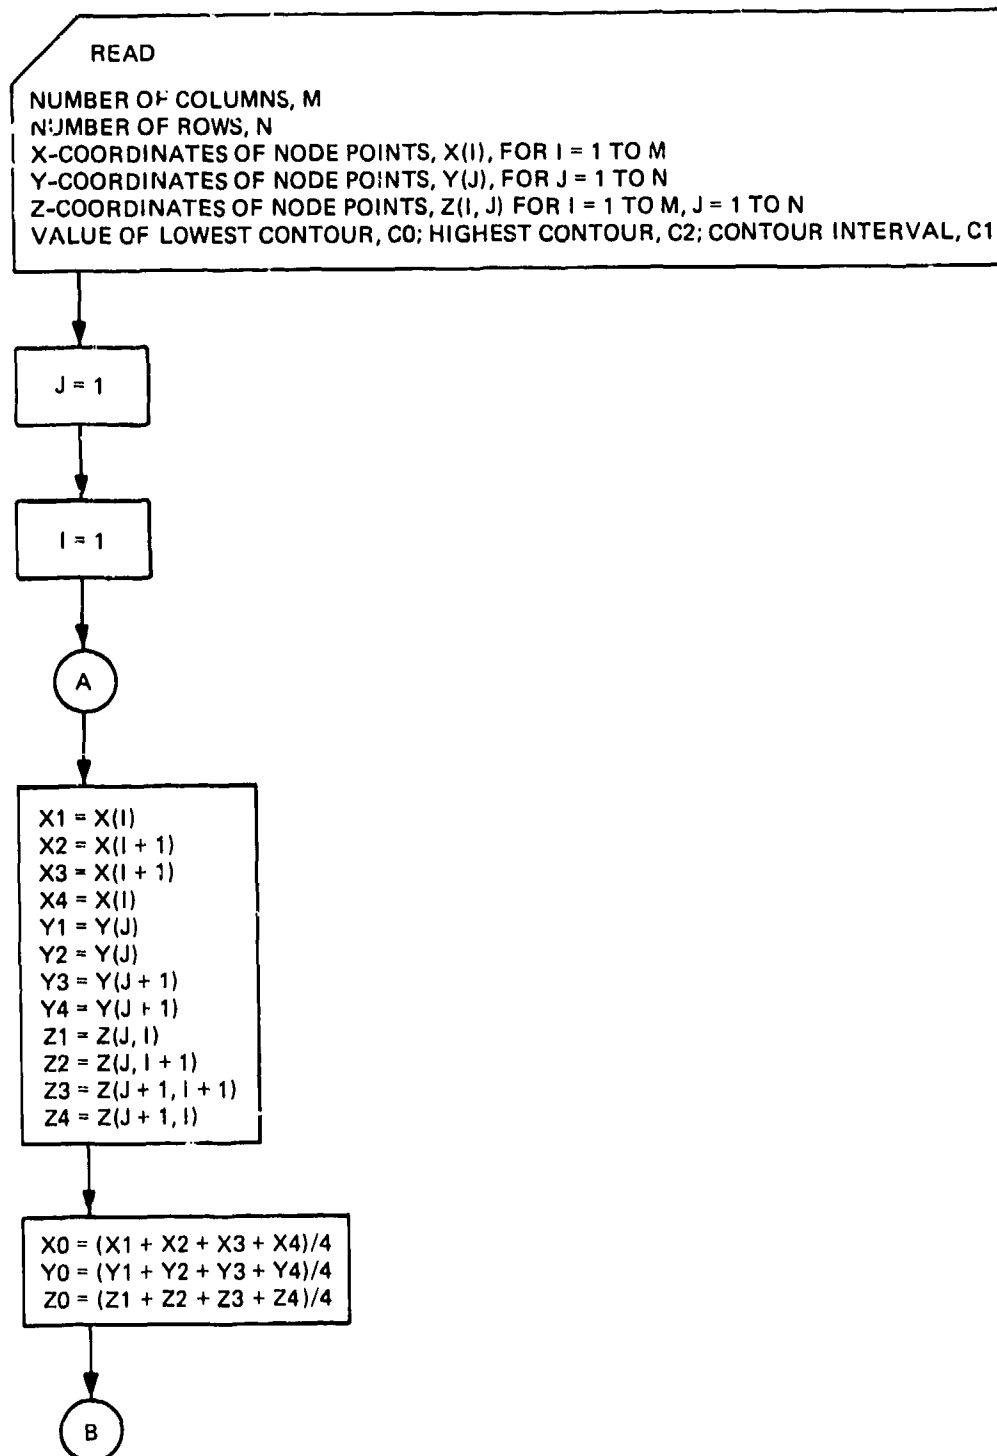 READ
NUMBER OF COLUMNS, M
NUMBER OF ROWS, N
X-COORDINATES OF NODE POINTS, X(I), FOR I = 1 TO M
Y-COORDINATES OF NODE POINTS, Y(J), FOR J = 1 TO N
Z-COORDINATES OF NODE POINTS, Z(I, J) FOR I = 1 TO M, J = 1 TO N
VALUE OF LOWEST CONTOUR, C0; HIGHEST CONTOUR, C2; CONTOUR INTERVAL, C1
J = 1
I = 1
A
X1 = X(I)
X2 = X(I + 1)
X3 = X(I + 1)
X4 = X(I)
Y1 = Y(J)
Y2 = Y(J)
Y3 = Y(J + 1)
Y4 = Y(J + 1)
Z1 = Z(J, I)
Z2 = Z(J, I + 1)
Z3 = Z(J + 1, I + 1)
Z4 = Z(J + 1, I)
X0 = (X1 + X2 + X3 + X4)/4
Y0 = (Y1 + Y2 + Y3 + Y4)/4
Z0 = (Z1 + Z2 + Z3 + Z4)/4
B